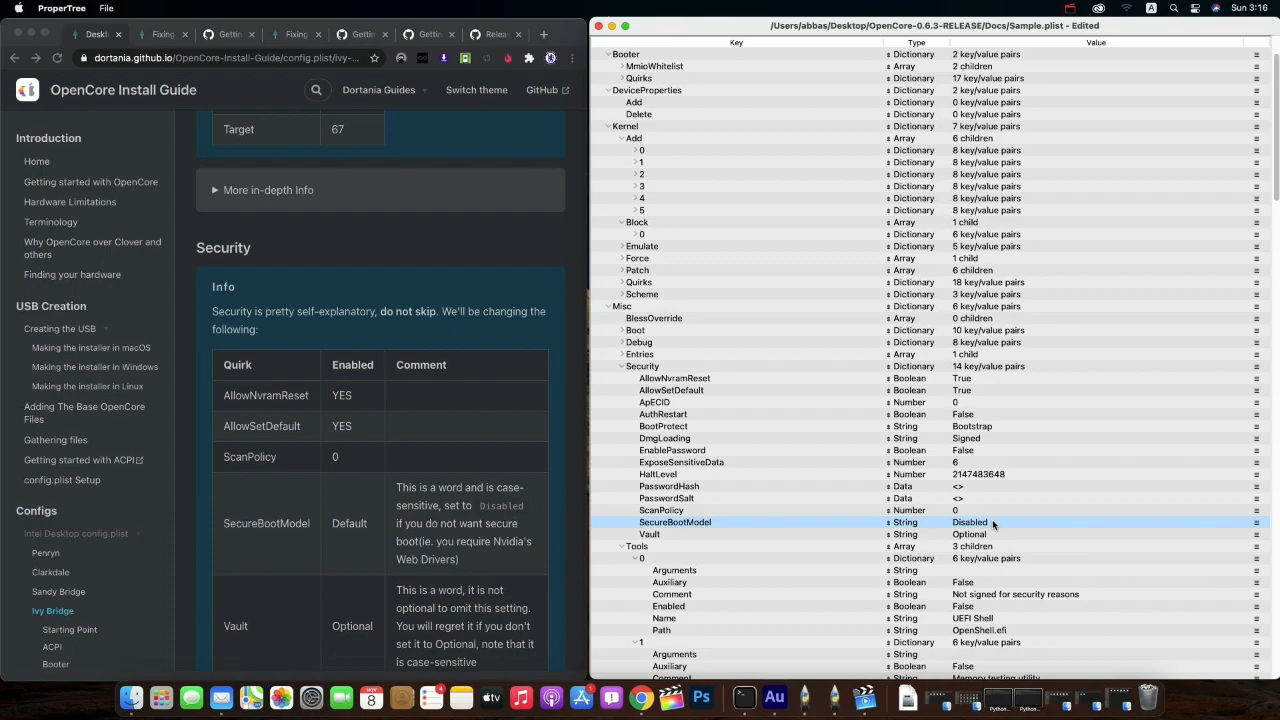 ProperTree File Window Sun 3:16
Deskt Fixing Getti Fixing Getti Gettin Relea
dortania.github.io/OpenCore-Install-Guide/config.plist/ivy-
OpenCore Install Guide Dortania Guides Switch theme GitHub
Introduction
Home
Getting started with OpenCore
Hardware Limitations
Terminology
Why OpenCore over Clover and
others
Finding your hardware
USB Creation
Creating the USB
Making the installer in macOS
Making the installer in Windows
Making the installer in Linux
Adding The Base OpenCore
Files
Gathering files
Getting started with ACPI
config.plist Setup
Configs
Intel Desktop config.plist
Penryn
Clarkdale
Sandy Bridge
Ivy Bridge
Starting Point
ACPI
Booter
Target 67
More in-depth Info
Security
Info
Security is pretty self-explanatory, do not skip. We'll be changing the
following:
Quirk Enabled Comment
AllowNvramReset YES
AllowSetDefault YES
ScanPolicy 0
SecureBootModel Default This is a word and is case-
sensitive, set to Disabled
if you do not want secure
boot(ie. you require Nvidia's
Web Drivers)
Vault Optional This is a word, it is not
optional to omit this setting.
You will regret it if you don't
set it to Optional, note that it
is case-sensitive
/Users/abbas/Desktop/OpenCore-0.6.3-RELEASE/Docs/Sample.plist - Edited
Key Type Value
Booter Dictionary 2 key/value pairs
MmioWhitelist Array 2 children
Quirks Dictionary 17 key/value pairs
DeviceProperties Dictionary 2 key/value pairs
Add Dictionary 0 key/value pairs
Delete Dictionary 0 key/value pairs
Kernel Dictionary 7 key/value pairs
Add Array 6 children
0 Dictionary 8 key/value pairs
1 Dictionary 8 key/value pairs
2 Dictionary 8 key/value pairs
3 Dictionary 8 key/value pairs
4 Dictionary 8 key/value pairs
5 Dictionary 8 key/value pairs
Block Array 1 child
0 Dictionary 6 key/value pairs
Emulate Dictionary 5 key/value pairs
Force Array 1 child
Patch Array 6 children
Quirks Dictionary 18 key/value pairs
Scheme Dictionary 3 key/value pairs
Misc Dictionary 6 key/value pairs
BlessOverride Array 0 children
Boot Dictionary 10 key/value pairs
Debug Dictionary 8 key/value pairs
Entries Array 1 child
Security Dictionary 14 key/value pairs
AllowNvramReset Boolean True
AllowSetDefault Boolean True
ApECID Number 0
AuthRestart Boolean False
BootProtect String Bootstrap
DmgLoading String Signed
EnablePassword Boolean False
ExposeSensitiveData Number 6
HaltLevel Number 2147483648
PasswordHash Data <>
PasswordSalt Data <>
ScanPolicy Number 0
SecureBootModel String Disabled
Vault String Optional
Tools Array 3 children
0 Dictionary 6 key/value pairs
Arguments String
Auxiliary Boolean False
Comment String Not signed for security reasons
Enabled Boolean False
Name String UEFI Shell
Path String OpenShell.efi
1 Dictionary 6 key/value pairs
Arguments String
Auxiliary Boolean False
Comment String Memory testing utility
NOV
8
4
tv
Ps
Au
1
Python...
Python...